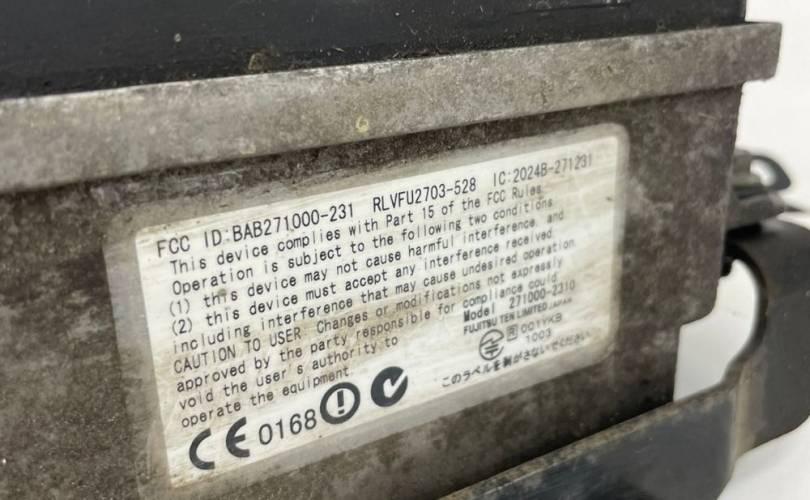 FCC ID:BAB271000-231 RLVFU2703-528 IC:2024B-271231
This device complies with Part 15 of the FCC Rules.
Operation is subject to the following two conditions.
(1) this device may not cause harmful interference, and
(2) this device must accept any interference received,
including interference that may cause undesired operation.
CAUTION TO USER: Changes or modifications not expressly
approved by the party responsible for compliance could
void the user's authority to
operate the equipment.
Model 271000-2310
FUJITSU TEN LIMITED JAPAN
001YKB
1003
このラベルを剥がさないでください
CE 0168